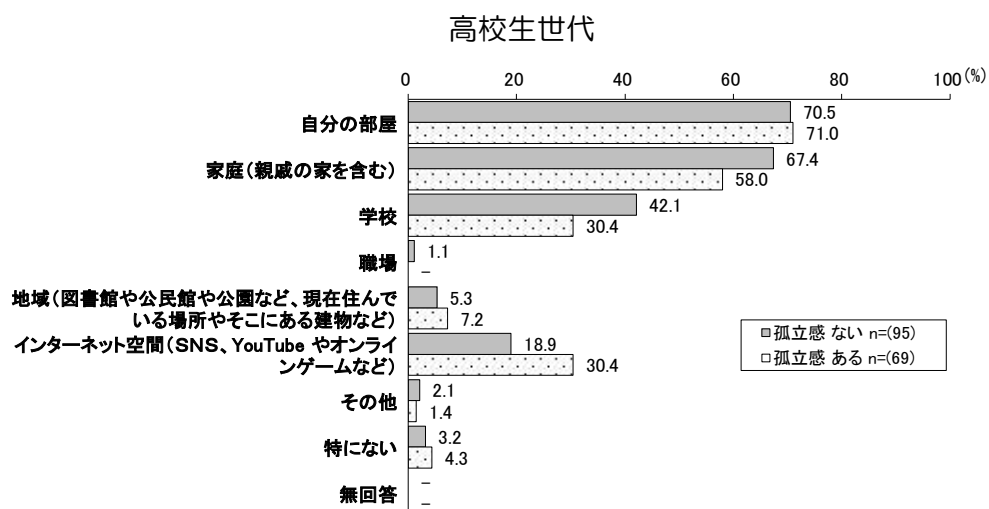 高校生世代
0 20 40 60 80 100 (%)
自分の部屋 70.5
71.0
家庭(親戚の家を含む) 67.4
58.0
学校 42.1
30.4
職場 1.1
–
地域(図書館や公民館や公園など、現在住んで
いる場所やそこにある建物など) 5.3
7.2
インターネット空間(SNS、YouTube やオンライ
ンゲームなど) 18.9
30.4
その他 2.1
1.4
特にない 3.2
4.3
無回答 –
–
孤立感 ない n=(95)
孤立感 ある n=(69)